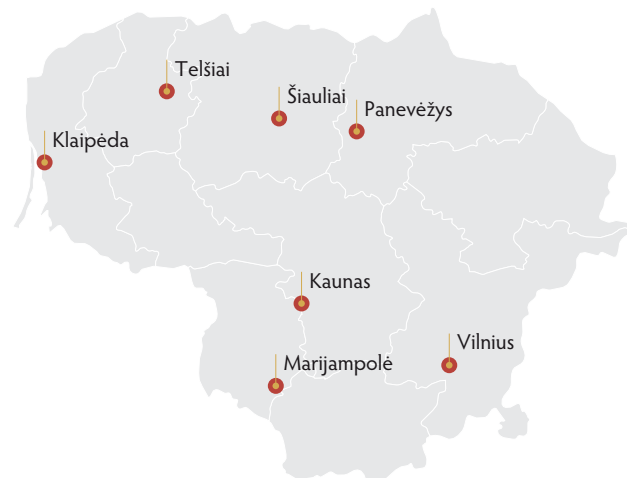 Telšiai
Šiauliai
Panevėžys
Klaipėda
Kaunas
Vilnius
Marijampolė